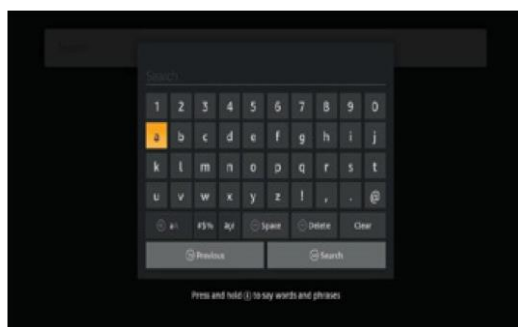 Search
Search
1 2 3 4 5 6 7 8 9 0
a b c d e f g h i j
k l m n o p q r s t
u v w x y z ! , . @
#$% äçé Space Delete Clear
Previous Search
Press and hold to say words and phrases